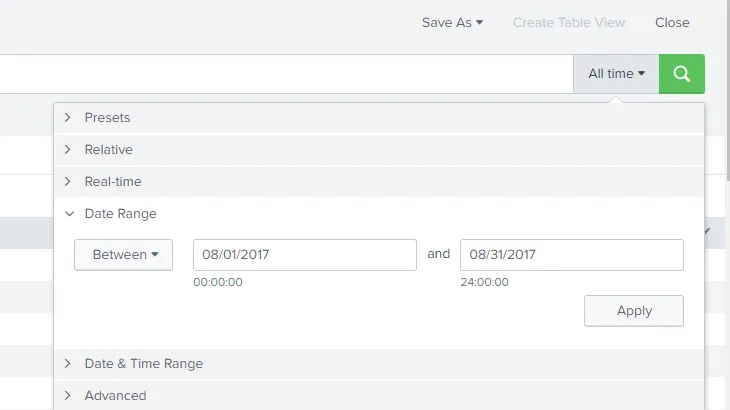 Save As Create Table View Close
All time
Presets
Relative
Real-time
Date Range
Between 08/01/2017 and 08/31/2017
00:00:00 24:00:00
Apply
Date & Time Range
Advanced